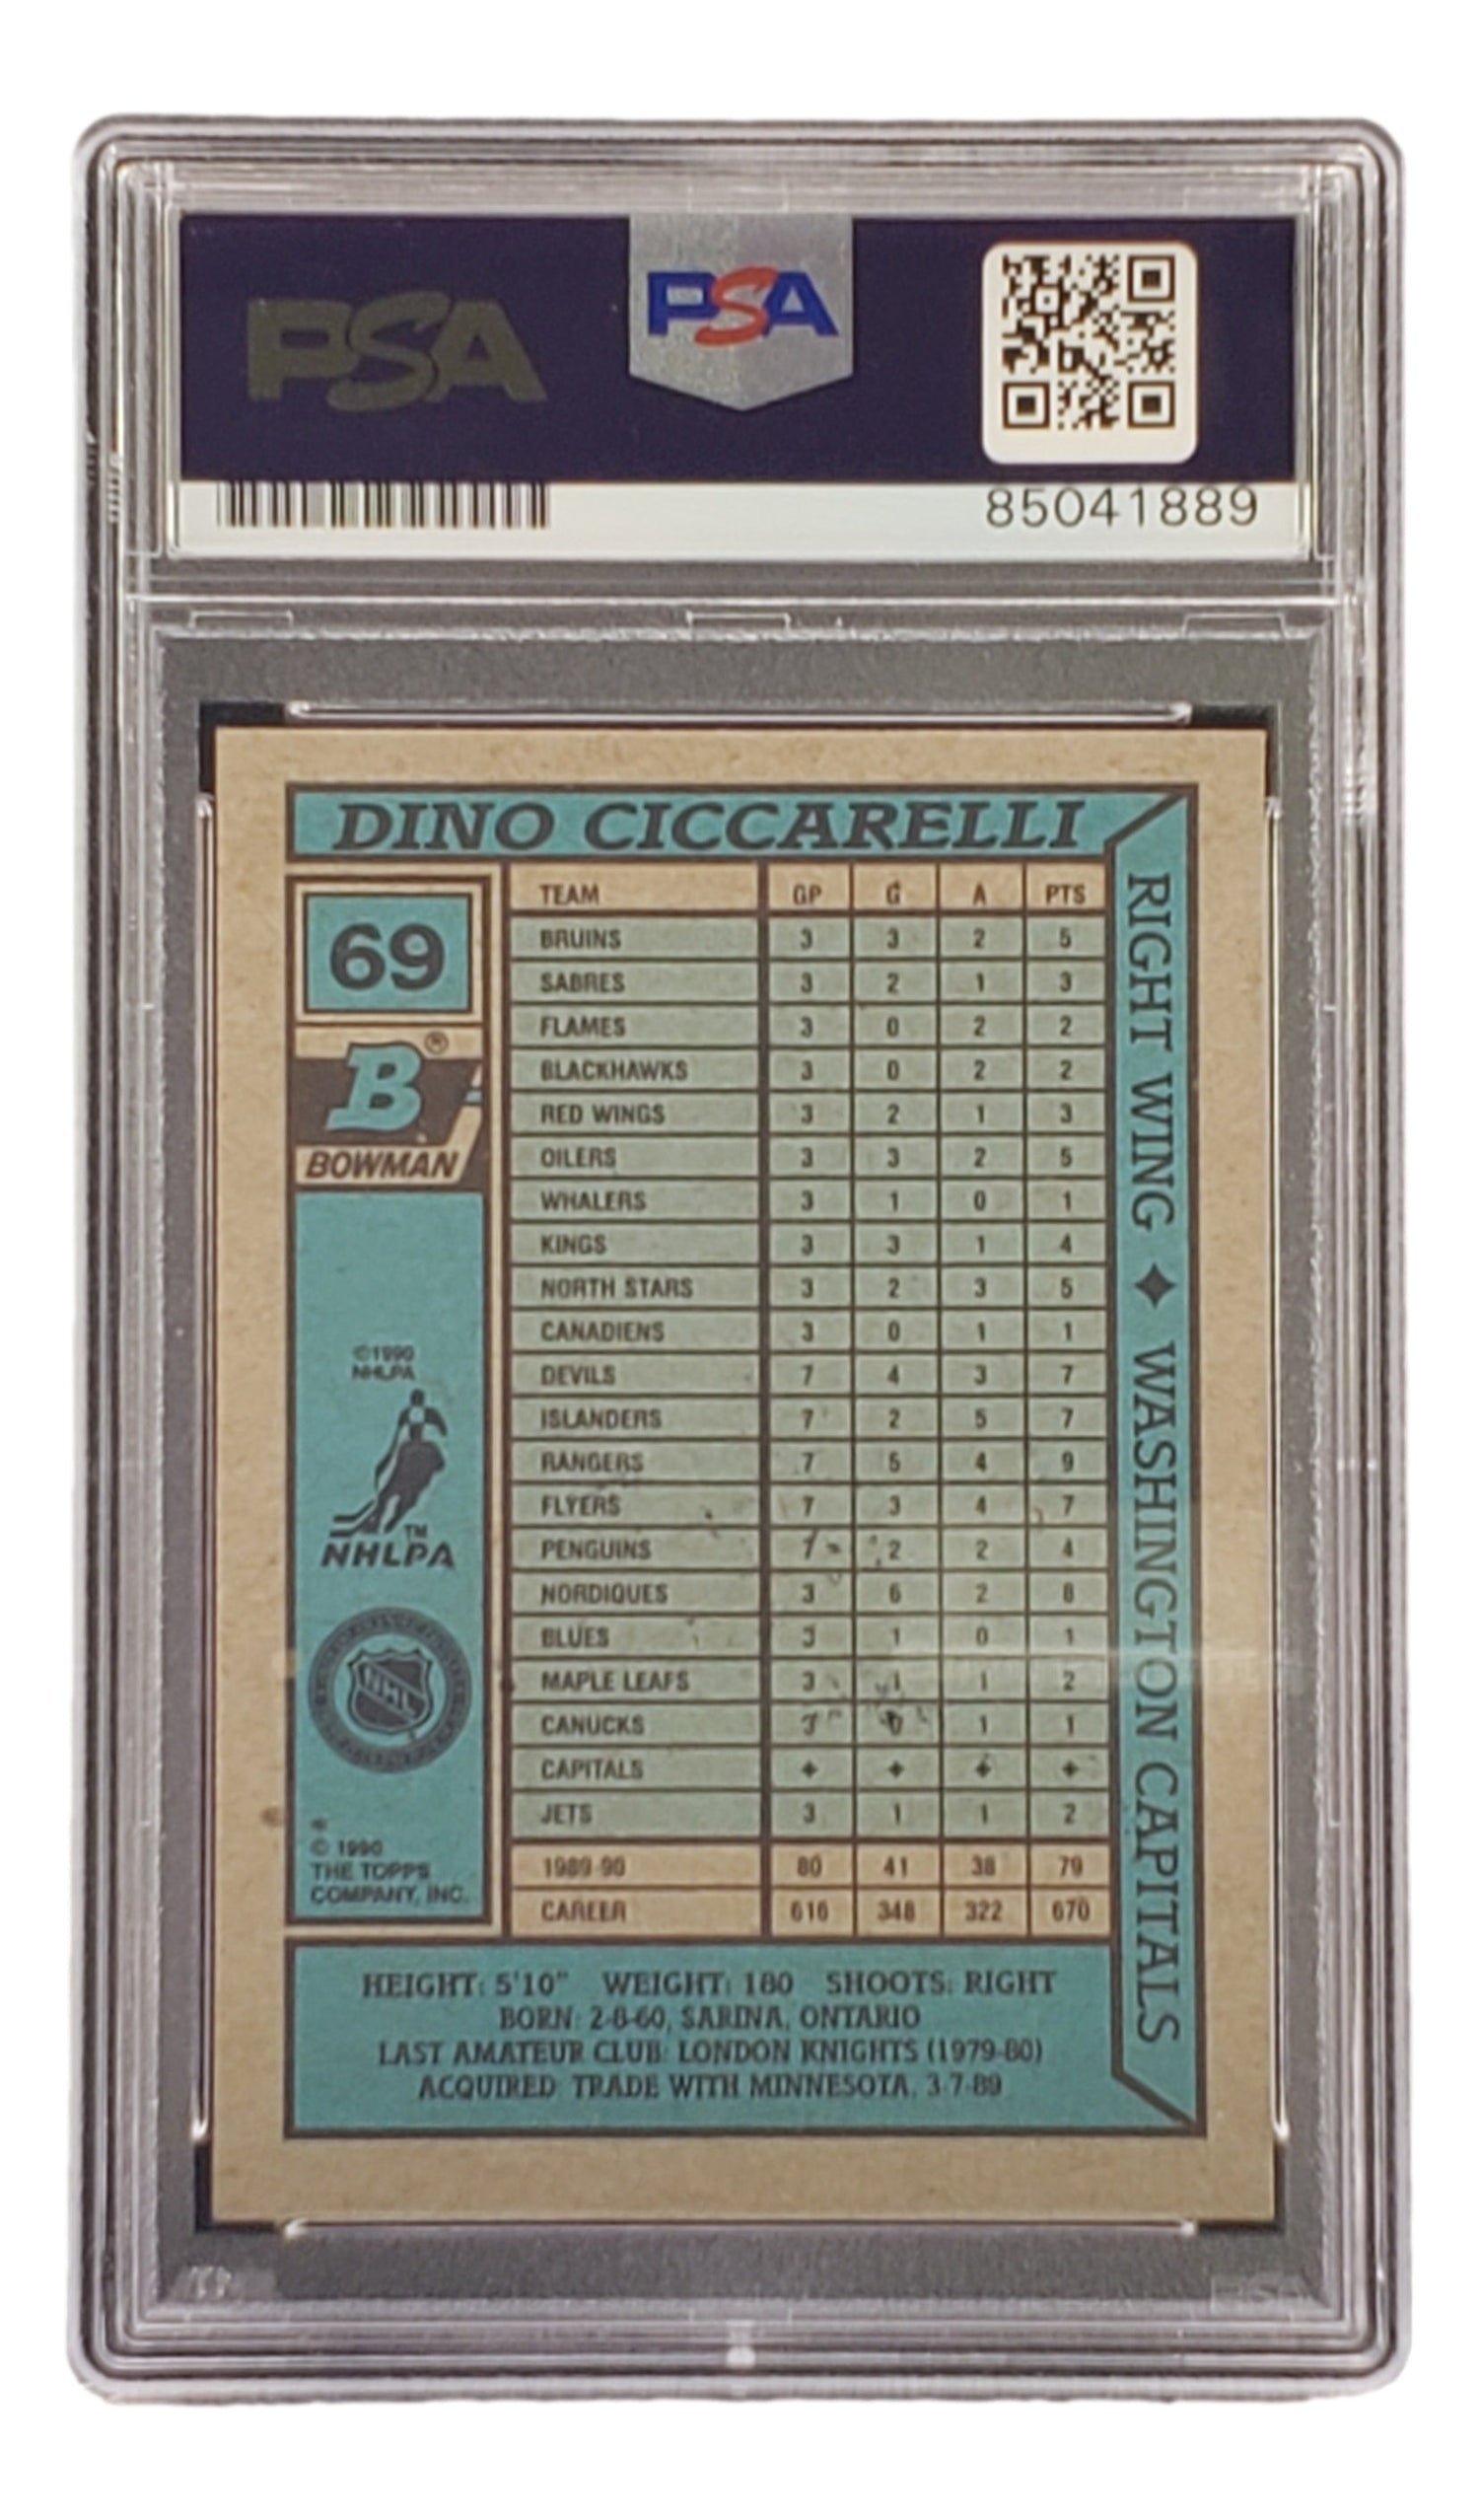 PSA
PSA
85041889
DINO CICCARELLI
69
B®
BOWMAN
©1990
NHLPA
TM
NHLPA
NHL
*
© 1990
THE TOPPS
COMPANY, INC.
TEAM GP G A PTS
BRUINS 3 3 2 5
SABRES 3 2 1 3
FLAMES 3 0 2 2
BLACKHAWKS 3 0 2 2
RED WINGS 3 2 1 3
OILERS 3 3 2 5
WHALERS 3 1 0 1
KINGS 3 3 1 4
NORTH STARS 3 2 3 5
CANADIENS 3 0 1 1
DEVILS 7 4 3 7
ISLANDERS 7 2 5 7
RANGERS 7 5 4 9
FLYERS 7 3 4 7
PENGUINS 7 2 2 4
NORDIQUES 3 6 2 8
BLUES 3 1 0 1
MAPLE LEAFS 3 1 1 2
CANUCKS 3 0 1 1
CAPITALS ✦ ✦ ✦ ✦
JETS 3 1 1 2
1989-90 80 41 38 79
CAREER 616 348 322 670
RIGHT WING ✦ WASHINGTON CAPITALS
HEIGHT: 5'10" WEIGHT: 180 SHOOTS: RIGHT
BORN: 2-8-60, SARINA, ONTARIO
LAST AMATEUR CLUB: LONDON KNIGHTS (1979-80)
ACQUIRED: TRADE WITH MINNESOTA, 3-7-89